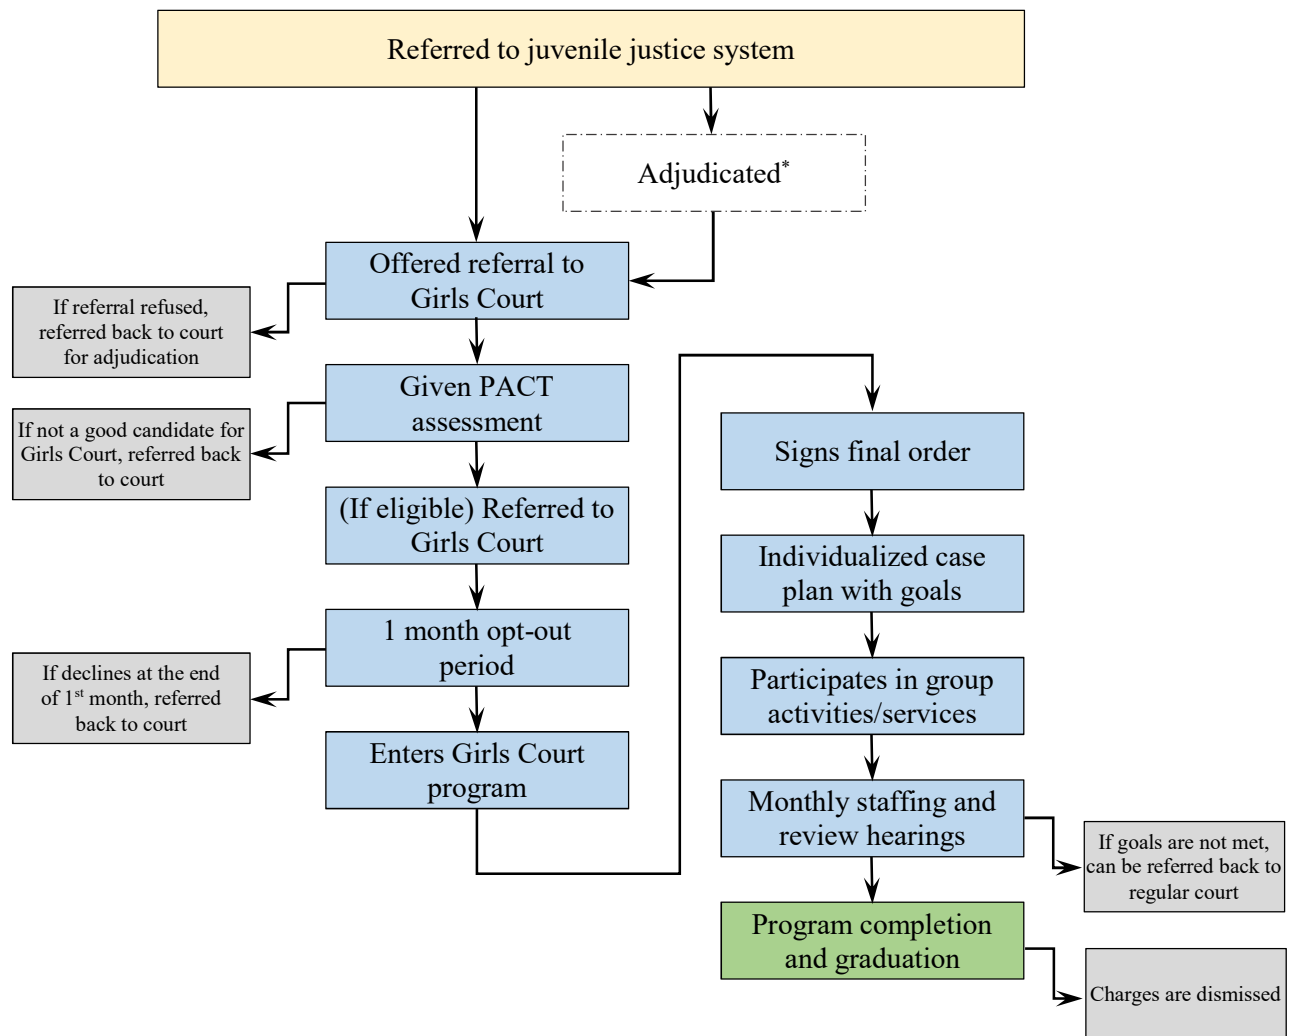 Referred to juvenile justice system
Adjudicated*
Offered referral to
Girls Court
If referral refused,
referred back to court
for adjudication
Given PACT
assessment
If not a good candidate for
Girls Court, referred back
to court
(If eligible) Referred to
Girls Court
1 month opt-out
period
If declines at the end
of 1st month, referred
back to court
Enters Girls Court
program
Signs final order
Individualized case
plan with goals
Participates in group
activities/services
Monthly staffing and
review hearings
If goals are not met,
can be referred back to
regular court
Program completion
and graduation
Charges are dismissed